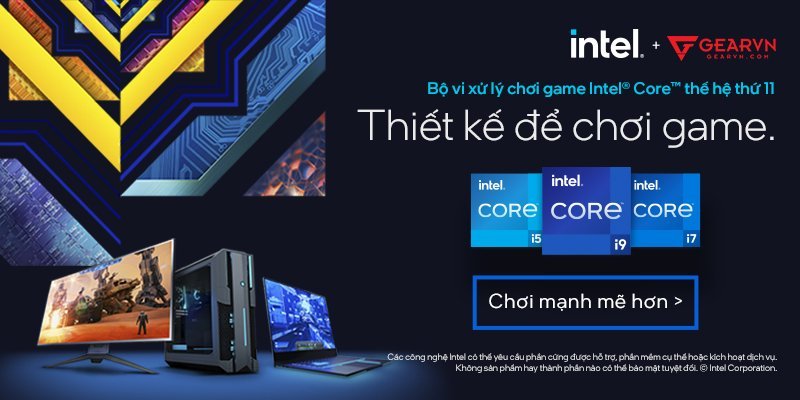 intel. + GEARVN
GEARVN.COM
Bộ vi xử lý chơi game Intel® Core™ thế hệ thứ 11
Thiết kế để chơi game.
intel.
CORE
i5
intel.
CORE™
i9
intel.
CORE
i7
Chơi mạnh mẽ hơn >
Các công nghệ Intel có thể yêu cầu phần cứng được hỗ trợ, phần mềm cụ thể hoặc kích hoạt dịch vụ.
Không sản phẩm hay thành phần nào có thể bảo mật tuyệt đối. © Intel Corporation.